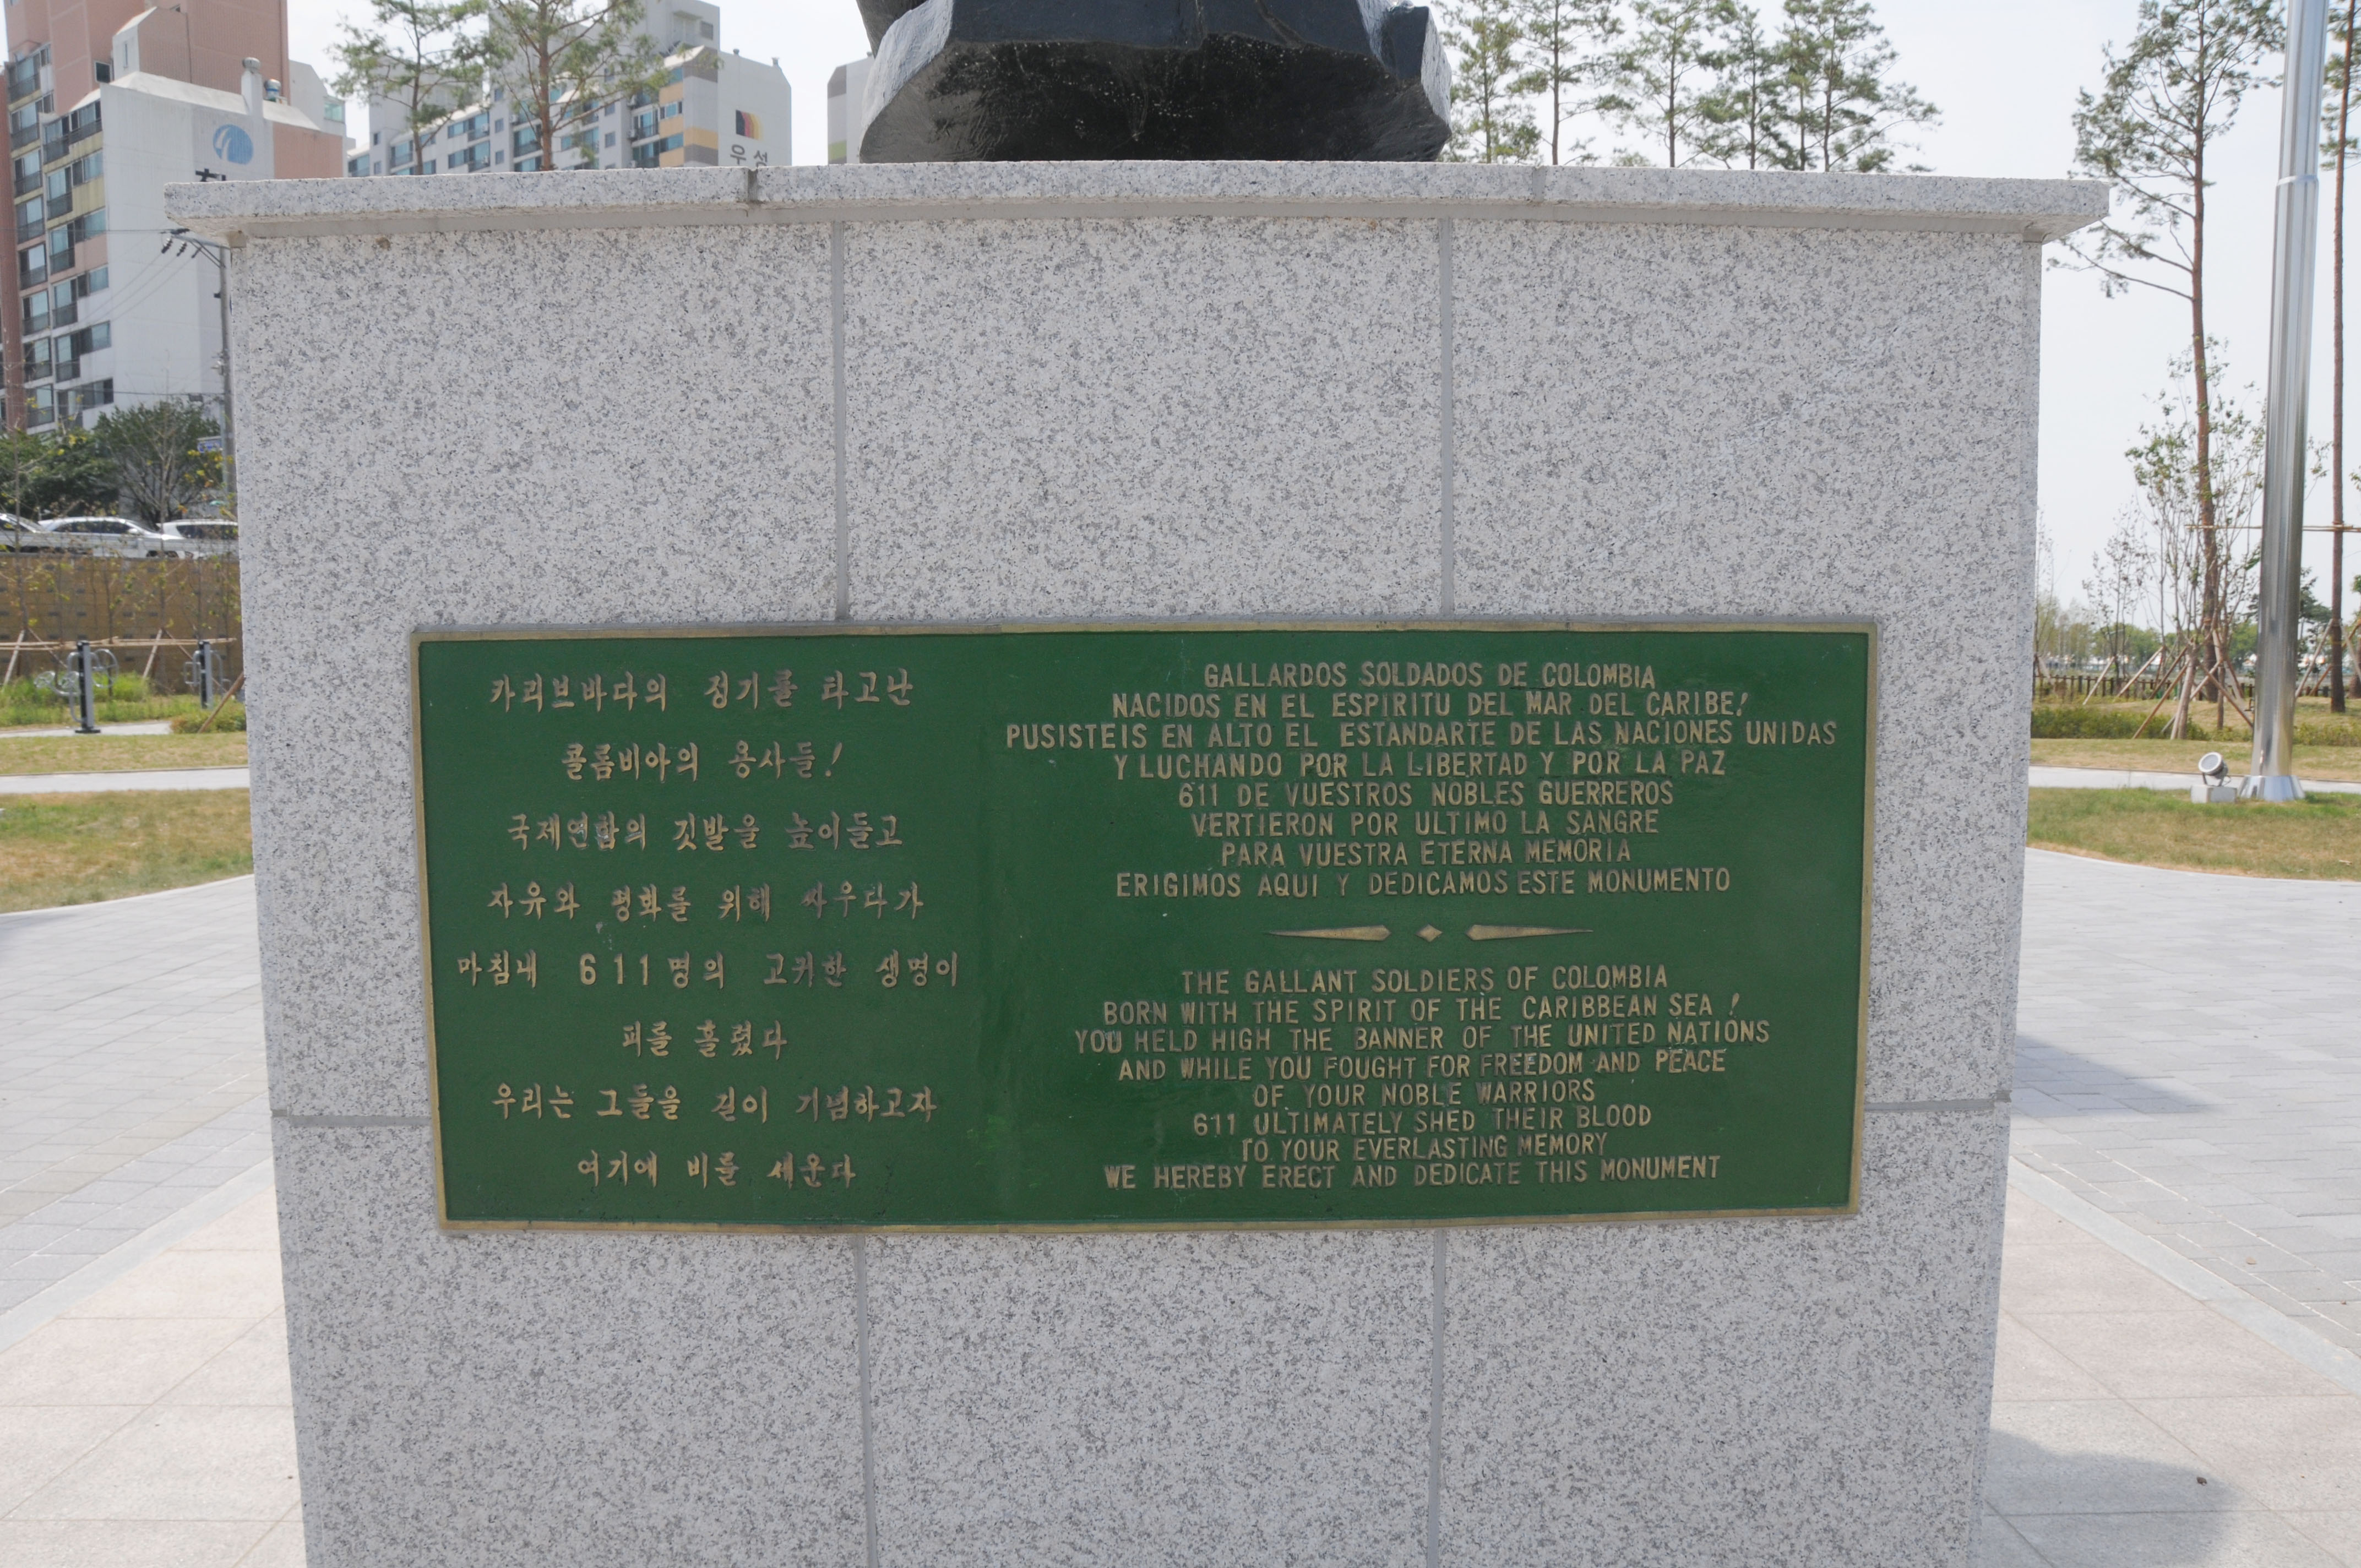 우성
카리브바다의 정기를 타고난
콜롬비아의 용사들!
국제연합의 깃발을 높이들고
자유와 평화를 위해 싸우다가
마침내 611명의 고귀한 생명이
피를 흘렸다
우리는 그들을 길이 기념하고자
여기에 비를 세운다
GALLARDOS SOLDADOS DE COLOMBIA
NACIDOS EN EL ESPIRITU DEL MAR DEL CARIBE!
PUSISTEIS EN ALTO EL ESTANDARTE DE LAS NACIONES UNIDAS
Y LUCHANDO POR LA LIBERTAD Y POR LA PAZ
611 DE VUESTROS NOBLES GUERREROS
VERTIERON POR ULTIMO LA SANGRE
PARA VUESTRA ETERNA MEMORIA
ERIGIMOS AQUI Y DEDICAMOS ESTE MONUMENTO
THE GALLANT SOLDIERS OF COLOMBIA
BORN WITH THE SPIRIT OF THE CARIBBEAN SEA !
YOU HELD HIGH THE BANNER OF THE UNITED NATIONS
AND WHILE YOU FOUGHT FOR FREEDOM AND PEACE
OF YOUR NOBLE WARRIORS
611 ULTIMATELY SHED THEIR BLOOD
TO YOUR EVERLASTING MEMORY
WE HEREBY ERECT AND DEDICATE THIS MONUMENT